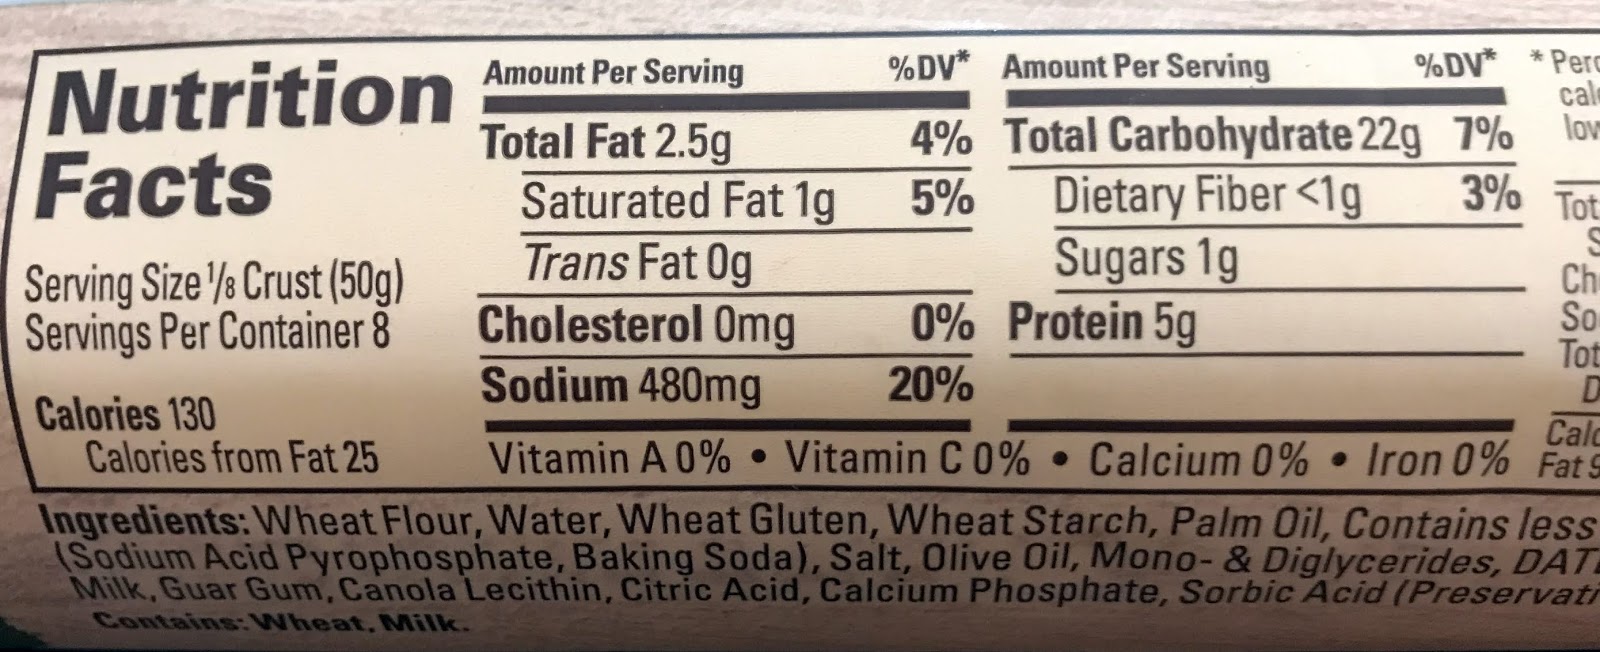 Nutrition
Facts
Serving Size 1/8 Crust (50g)
Servings Per Container 8
Calories 130
Calories from Fat 25
Amount Per Serving %DV*
Total Fat 2.5g 4%
Saturated Fat 1g 5%
Trans Fat 0g
Cholesterol 0mg 0%
Sodium 480mg 20%
Amount Per Serving %DV*
Total Carbohydrate 22g 7%
Dietary Fiber <1g 3%
Sugars 1g
Protein 5g
Vitamin A 0% • Vitamin C 0% • Calcium 0% • Iron 0%
Ingredients: Wheat Flour, Water, Wheat Gluten, Wheat Starch, Palm Oil, Contains less
(Sodium Acid Pyrophosphate, Baking Soda), Salt, Olive Oil, Mono- & Diglycerides,
Milk, Guar Gum, Canola Lecithin, Citric Acid, Calcium Phosphate, Sorbic Acid
Contains: Wheat, Milk.
Fat